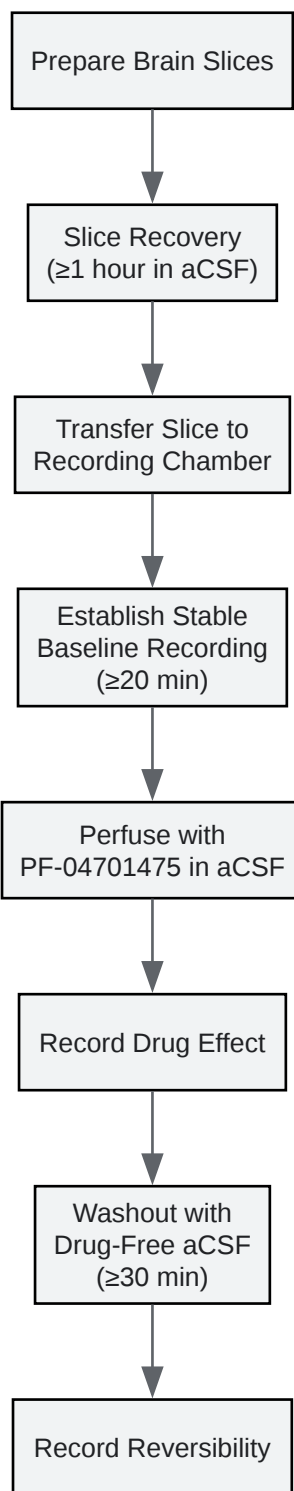 Prepare Brain Slices
Slice Recovery
(≥1 hour in aCSF)
Transfer Slice to
Recording Chamber
Establish Stable
Baseline Recording
(≥20 min)
Perfuse with
PF-04701475 in aCSF
Record Drug Effect
Washout with
Drug-Free aCSF
(≥30 min)
Record Reversibility